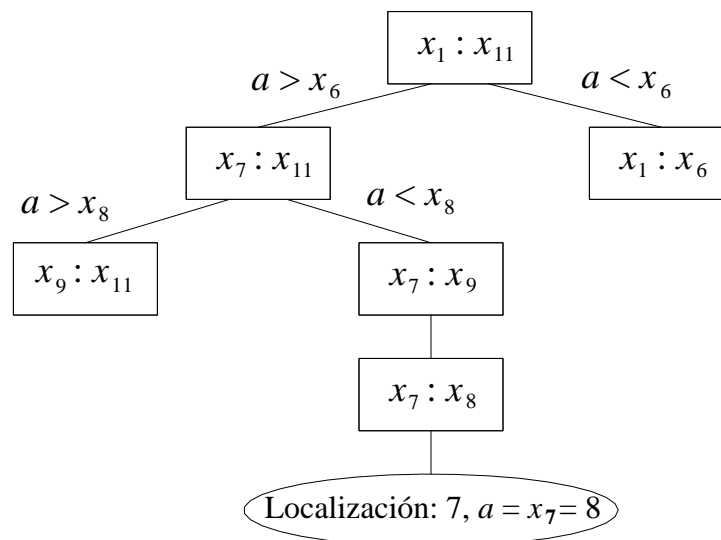 x₁ : x₁₁
a > x₆
a < x₆
x₇ : x₁₁
x₁ : x₆
a > x₈
a < x₈
x₉ : x₁₁
x₇ : x₉
x₇ : x₈
Localización: 7, a = x₇ = 8